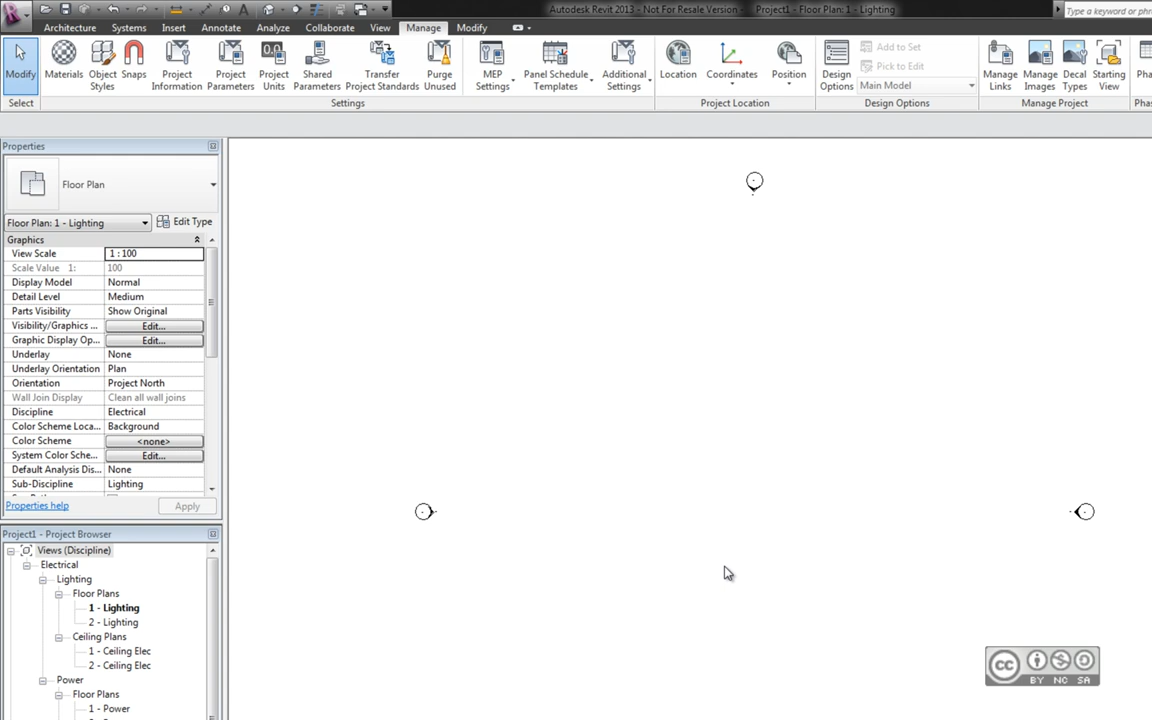 Autodesk Revit 2013 - Not For Resale Version - Project1 - Floor Plan: 1 - Lighting
Type a keyword or phr
Architecture Systems Insert Annotate Analyze Collaborate View Manage Modify
Modify
Materials
Object Styles
Snaps
Project Information
Project Parameters
Project Units
Shared Parameters
Transfer Project Standards
Purge Unused
MEP Settings
Panel Schedule Templates
Additional Settings
Location
Coordinates
Position
Design Options
Add to Set
Pick to Edit
Main Model
Manage Links
Manage Images
Decal Types
Starting View
Pha
Select Settings Project Location Design Options Manage Project Phas
Properties
Floor Plan
Floor Plan: 1 - Lighting Edit Type
Graphics
View Scale 1 : 100
Scale Value 1: 100
Display Model Normal
Detail Level Medium
Parts Visibility Show Original
Visibility/Graphics ... Edit...
Graphic Display Op... Edit...
Underlay None
Underlay Orientation Plan
Orientation Project North
Wall Join Display Clean all wall joins
Discipline Electrical
Color Scheme Loca... Background
Color Scheme <none>
System Color Sche... Edit...
Default Analysis Dis... None
Sub-Discipline Lighting
Properties help Apply
Project1 - Project Browser
Views (Discipline)
Electrical
Lighting
Floor Plans
1 - Lighting
2 - Lighting
Ceiling Plans
1 - Ceiling Elec
2 - Ceiling Elec
Power
Floor Plans
1 - Power
cc
BY NC SA